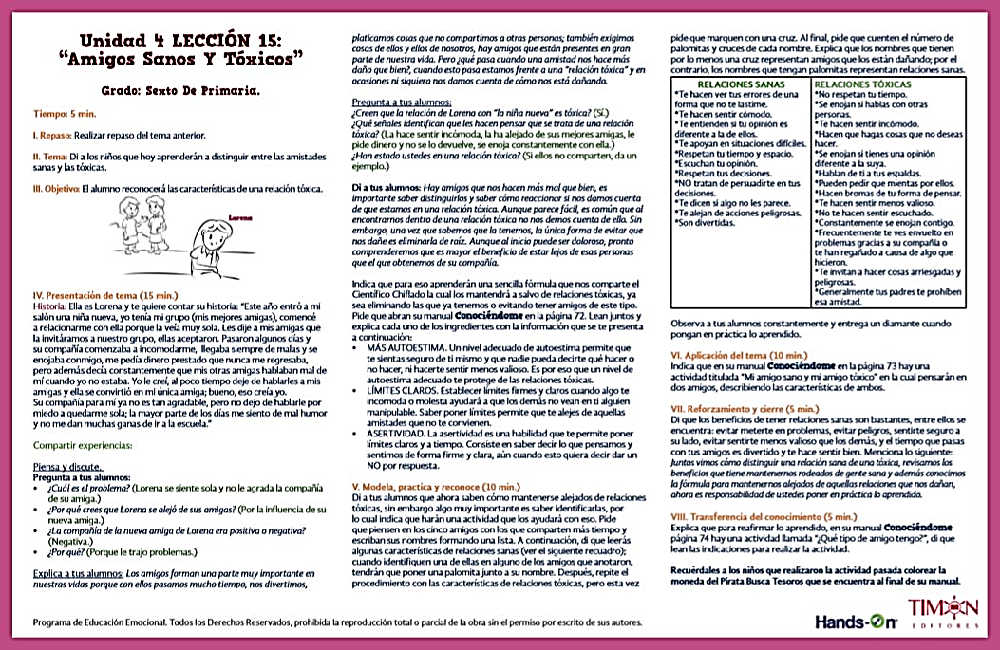 Unidad 4 LECCIÓN 15:
“Amigos Sanos Y Tóxicos”
Grado: Sexto De Primaria.
Tiempo: 5 min.
I. Repaso: Realizar repaso del tema anterior.
II. Tema: Di a los niños que hoy aprenderán a distinguir entre las amistades
sanas y las tóxicas.
III. Objetivo: El alumno reconocerá las características de una relación tóxica.
Lorena
IV. Presentación de tema (15 min.)
Historia: Ella es Lorena y te quiere contar su historia: “Este año entró a mi
salón una niña nueva, yo tenía mi grupo (mis mejores amigas), comencé
a relacionarme con ella porque la veía muy sola. Les dije a mis amigas que
la invitáramos a nuestro grupo, ellas aceptaron. Pasaron algunos días y
su compañía comenzaba a incomodarme, llegaba siempre de malas y se
enojaba conmigo, me pedía dinero prestado que nunca me regresaba,
pero además decía constantemente que mis otras amigas hablaban mal de
mí cuando yo no estaba. Yo le creí, al poco tiempo deje de hablarles a mis
amigas y ella se convirtió en mi única amiga; bueno, eso creía yo.
Su compañía para mí ya no es tan agradable, pero no dejo de hablarle por
miedo a quedarme sola; la mayor parte de los días me siento de mal humor
y no me dan muchas ganas de ir a la escuela.”
Compartir experiencias:
Piensa y discute.
Pregunta a tus alumnos:
• ¿Cuál es el problema? (Lorena se siente sola y no le agrada la compañía
de su amiga.)
• ¿Por qué crees que Lorena se alejó de sus amigas? (Por la influencia de su
nueva amiga.)
• ¿La compañía de la nueva amiga de Lorena era positiva o negativa?
(Negativa.)
• ¿Por qué? (Porque le trajo problemas.)
Explica a tus alumnos: Los amigos forman una parte muy importante en
nuestras vidas porque con ellos pasamos mucho tiempo, nos divertimos,
platicamos cosas que no compartimos a otras personas; también exigimos
cosas de ellos y ellos de nosotros, hay amigos que están presentes en gran
parte de nuestra vida. Pero ¿qué pasa cuando una amistad nos hace más
daño que bien?, cuando esto pasa estamos frente a una “relación tóxica” y en
ocasiones ni siquiera nos damos cuenta de cómo nos está dañando.
Pregunta a tus alumnos:
¿Creen que la relación de Lorena con “la niña nueva” es tóxica? (Sí.)
¿Qué señales identifican que les hacen pensar que se trata de una relación
tóxica? (La hace sentir incómoda, la ha alejado de sus mejores amigas, le
pide dinero y no se lo devuelve, se enoja constantemente con ella.)
¿Han estado ustedes en una relación tóxica? (Si ellos no comparten, da un
ejemplo.)
Di a tus alumnos: Hay amigos que nos hacen más mal que bien, es
importante saber distinguirlos y saber cómo reaccionar si nos damos cuenta
de que estamos en una relación tóxica. Aunque parece fácil, es común que al
encontrarnos dentro de una relación tóxica no nos demos cuenta de ello. Sin
embargo, una vez que sabemos que la tenemos, la única forma de evitar que
nos dañe es eliminarla de raíz. Aunque al inicio puede ser doloroso, pronto
comprenderemos que es mayor el beneficio de estar lejos de esas personas
que el que obtenemos de su compañía.
Indica que para eso aprenderán una sencilla fórmula que nos comparte el
Científico Chiflado la cual los mantendrá a salvo de relaciones tóxicas, ya
sea eliminando las que ya tenemos o evitando tener amigos de este tipo.
Pide que abran su manual Conociéndome en la página 72. Lean juntos y
explica cada uno de los ingredientes con la información que se te presenta
a continuación:
• MÁS AUTOESTIMA. Un nivel adecuado de autoestima permite que
te sientas seguro de ti mismo y que nadie pueda decirte qué hacer o
no hacer, ni hacerte sentir menos valioso. Es por eso que un nivel de
autoestima adecuado te protege de las relaciones tóxicas.
• LÍMITES CLAROS. Establecer límites firmes y claros cuando algo te
incomoda o molesta ayudará a que los demás no vean en ti alguien
manipulable. Saber poner límites permite que te alejes de aquellas
amistades que no te convienen.
• ASERTIVIDAD. La asertividad es una habilidad que te permite poner
límites claros y a tiempo. Consiste en saber decir lo que pensamos y
sentimos de forma firme y clara, aún cuando esto quiera decir dar un
NO por respuesta.
V. Modela, practica y reconoce (10 min.)
Di a tus alumnos que ahora saben cómo mantenerse alejados de relaciones
tóxicas, sin embargo algo muy importante es saber identificarlas, por
lo cual indica que harán una actividad que los ayudará con eso. Pide
que piensen en los cinco amigos con los que comparten más tiempo y
escriban sus nombres formando una lista. A continuación, di que leerás
algunas características de relaciones sanas (ver el siguiente recuadro);
cuando identifiquen una de ellas en alguno de los amigos que anotaron,
tendrán que poner una palomita junto a su nombre. Después, repite el
procedimiento con las características de relaciones tóxicas, pero esta vez
pide que marquen con una cruz. Al final, pide que cuenten el número de
palomitas y cruces de cada nombre. Explica que los nombres que tienen
por lo menos una cruz representan amigos que los están dañando; por el
contrario, los nombres que tengan palomitas representan relaciones sanas.
RELACIONES SANAS
*Te hacen ver tus errores de una
forma que no te lastime.
*Te hacen sentir cómodo.
*Te entienden si tu opinión es
diferente a la de ellos.
*Te apoyan en situaciones difíciles.
*Respetan tu tiempo y espacio.
*Escuchan tu opinión.
*Respetan tus decisiones.
*NO tratan de persuadirte en tus
decisiones.
*Te dicen si algo no les parece.
*Te alejan de acciones peligrosas.
*Son divertidas.
RELACIONES TÓXICAS
*No respetan tu tiempo.
*Se enojan si hablas con otras
personas.
*Te hacen sentir incómodo.
*Hacen que hagas cosas que no deseas
hacer.
*Se enojan si tienes una opinión
diferente a la suya.
*Hablan de ti a tus espaldas.
*Pueden pedir que mientas por ellos.
*Hacen bromas de tu forma de pensar.
*Te hacen sentir menos valioso.
*No te hacen sentir escuchado.
*Constantemente se enojan contigo.
*Frecuentemente te ves envuelto en
problemas gracias a su compañía o
te han regañado a causa de algo que
hicieron.
*Te invitan a hacer cosas arriesgadas y
peligrosas.
*Generalmente tus padres te prohíben
esa amistad.
Observa a tus alumnos constantemente y entrega un diamante cuando
pongan en práctica lo aprendido.
VI. Aplicación del tema (10 min.)
Indica que en su manual Conociéndome en la página 73 hay una
actividad titulada “Mi amigo sano y mi amigo tóxico” en la cual pensarán en
dos amigos, describiendo las características de ambos.
VII. Reforzamiento y cierre (5 min.)
Di que los beneficios de tener relaciones sanas son bastantes, entre ellos se
encuentra: evitar meterte en problemas, evitar peligros, sentirte seguro a
su lado, evitar sentirte menos valioso que los demás, y el tiempo que pasas
con tus amigos es divertido y te hace sentir bien. Menciona lo siguiente:
Juntos vimos cómo distinguir una relación sana de una tóxica, revisamos los
beneficios que tiene mantenernos rodeados de gente sana y además conocimos
la fórmula para mantenernos alejados de aquellas relaciones que nos dañan,
ahora es responsabilidad de ustedes poner en práctica lo aprendido.
VIII. Transferencia del conocimiento (5 min.)
Explica que para reafirmar lo aprendido, en su manual Conociéndome
página 74 hay una actividad llamada “¿Qué tipo de amigo tengo?”, di que
lean las indicaciones para realizar la actividad.
Recuérdales a los niños que realizaron la actividad pasada colorear la
moneda del Pirata Busca Tesoros que se encuentra al final de su manual.
Programa de Educación Emocional. Todos los Derechos Reservados, prohibida la reproducción total o parcial de la obra sin el permiso por escrito de sus autores.
Hands-On
TIMON
EDITORES